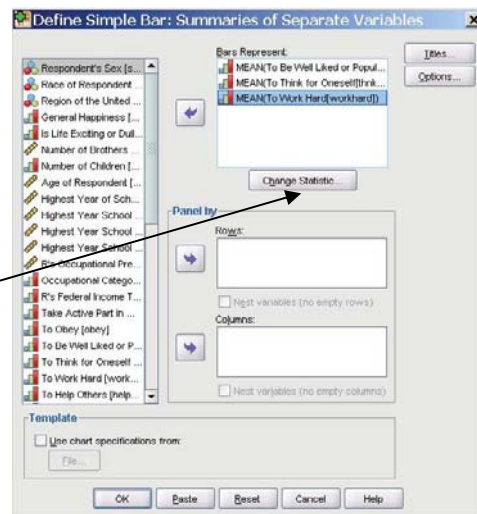 Define Simple Bar: Summaries of Separate Variables
Respondent's Sex [s...
Race of Respondent
Region of the United ...
General Happiness [...
Is Life Exciting or Dull...
Number of Brothers ...
Number of Children [...
Age of Respondent [...
Highest Year of Sch...
Highest Year School ...
Highest Year School ...
Highest Year School ...
R's Occupational Pre...
Occupational Catego...
R's Federal Income T...
Take Active Part in ...
To Obey [obey]
To Be Well Liked or P...
To Think for Oneself ...
To Work Hard [work...
To Help Others [help...
Bars Represent:
MEAN(To Be Well Liked or Popul...
MEAN(To Think for Oneself[thnk...
MEAN(To Work Hard[workhard])
Change Statistic...
Titles...
Options...
Panel by
Rows:
Nest variables (no empty rows)
Columns:
Nest variables (no empty columns)
Template
Use chart specifications from:
File...
OK
Paste
Reset
Cancel
Help